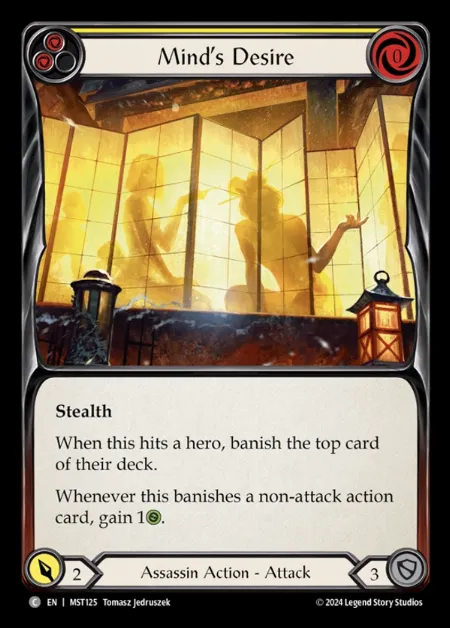 Mind's Desire
0
Stealth
When this hits a hero, banish the top card
of their deck.
Whenever this banishes a non-attack action
card, gain 1.
2
Assassin Action - Attack
3
C EN | MST125 Tomasz Jedruszek
© 2024 Legend Story Studios